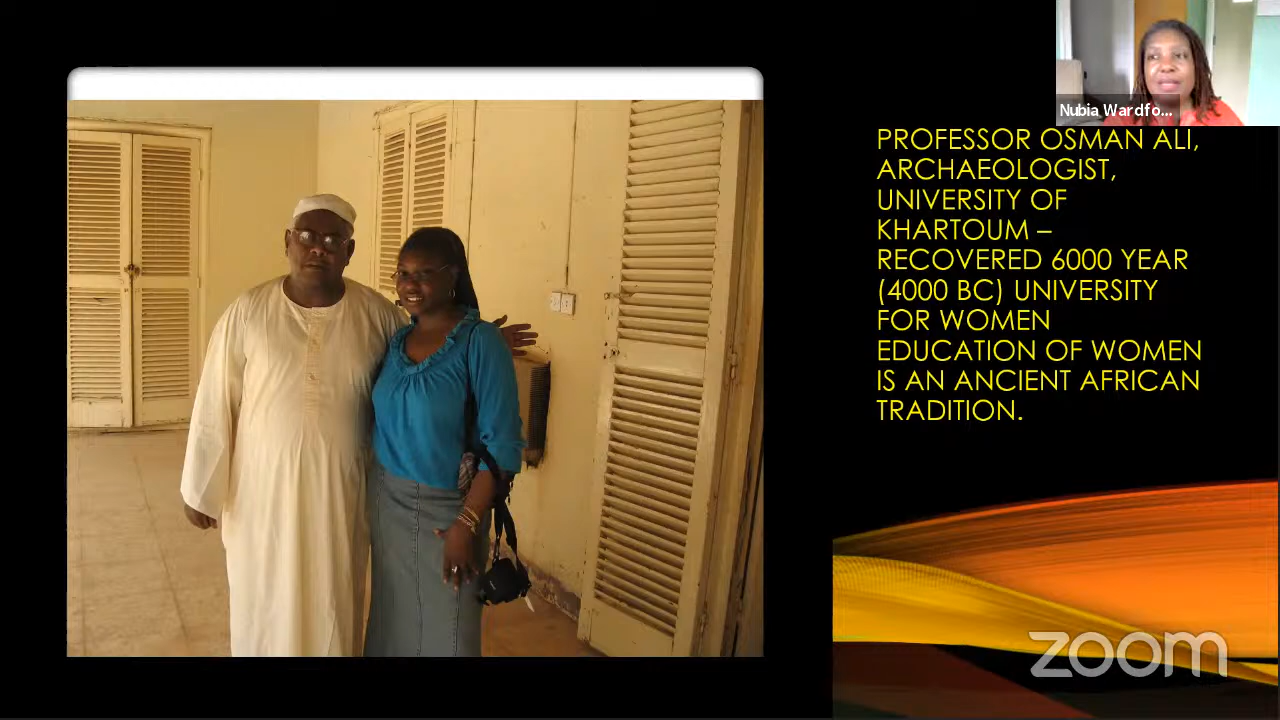 Nubia Wardfo...
PROFESSOR OSMAN ALI,
ARCHAEOLOGIST,
UNIVERSITY OF
KHARTOUM –
RECOVERED 6000 YEAR
(4000 BC) UNIVERSITY
FOR WOMEN
EDUCATION OF WOMEN
IS AN ANCIENT AFRICAN
TRADITION.
zoom